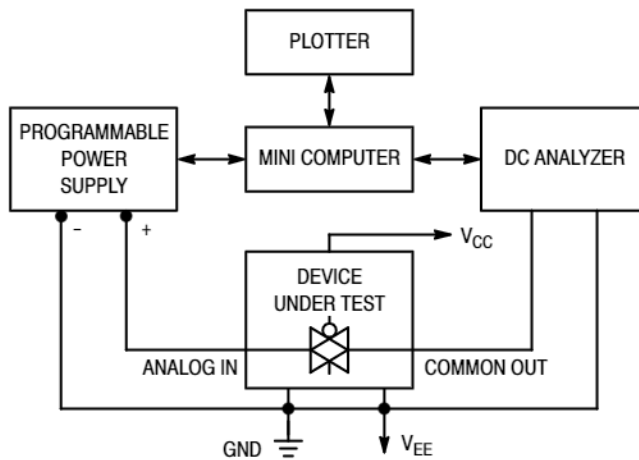 PLOTTER
PROGRAMMABLE
POWER
SUPPLY
MINI COMPUTER
DC ANALYZER
– +
VCC
DEVICE
UNDER TEST
ANALOG IN
COMMON OUT
GND
VEE